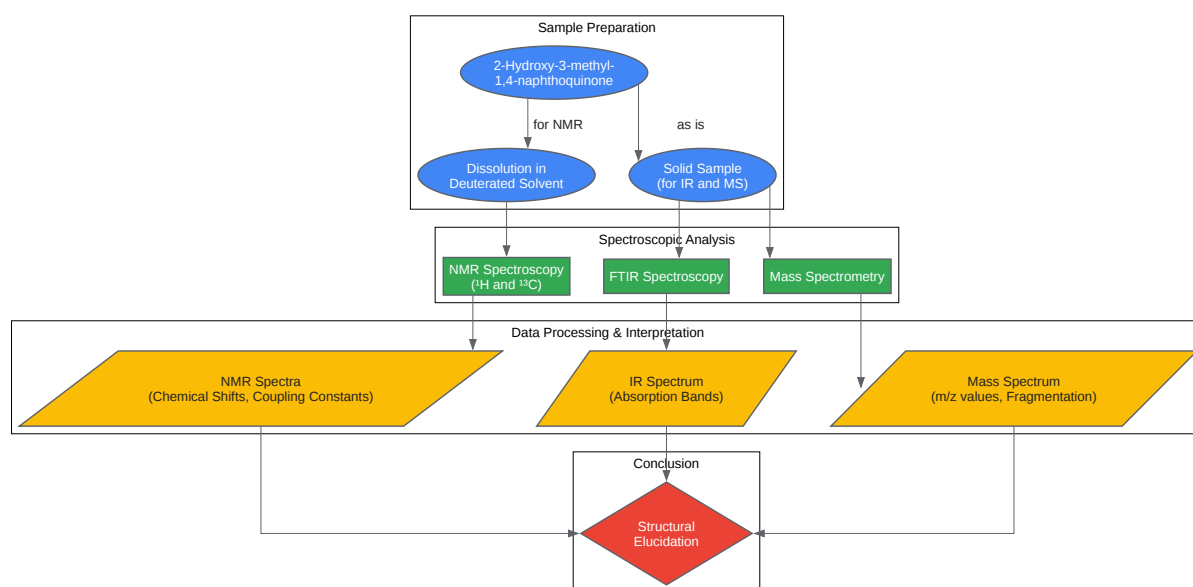 Sample Preparation
2-Hydroxy-3-methyl-
1,4-naphthoquinone
for NMR
as is
Dissolution in
Deuterated Solvent
Solid Sample
(for IR and MS)
Spectroscopic Analysis
NMR Spectroscopy
(¹H and ¹³C)
FTIR Spectroscopy
Mass Spectrometry
Data Processing & Interpretation
NMR Spectra
(Chemical Shifts, Coupling Constants)
IR Spectrum
(Absorption Bands)
Mass Spectrum
(m/z values, Fragmentation)
Conclusion
Structural
Elucidation